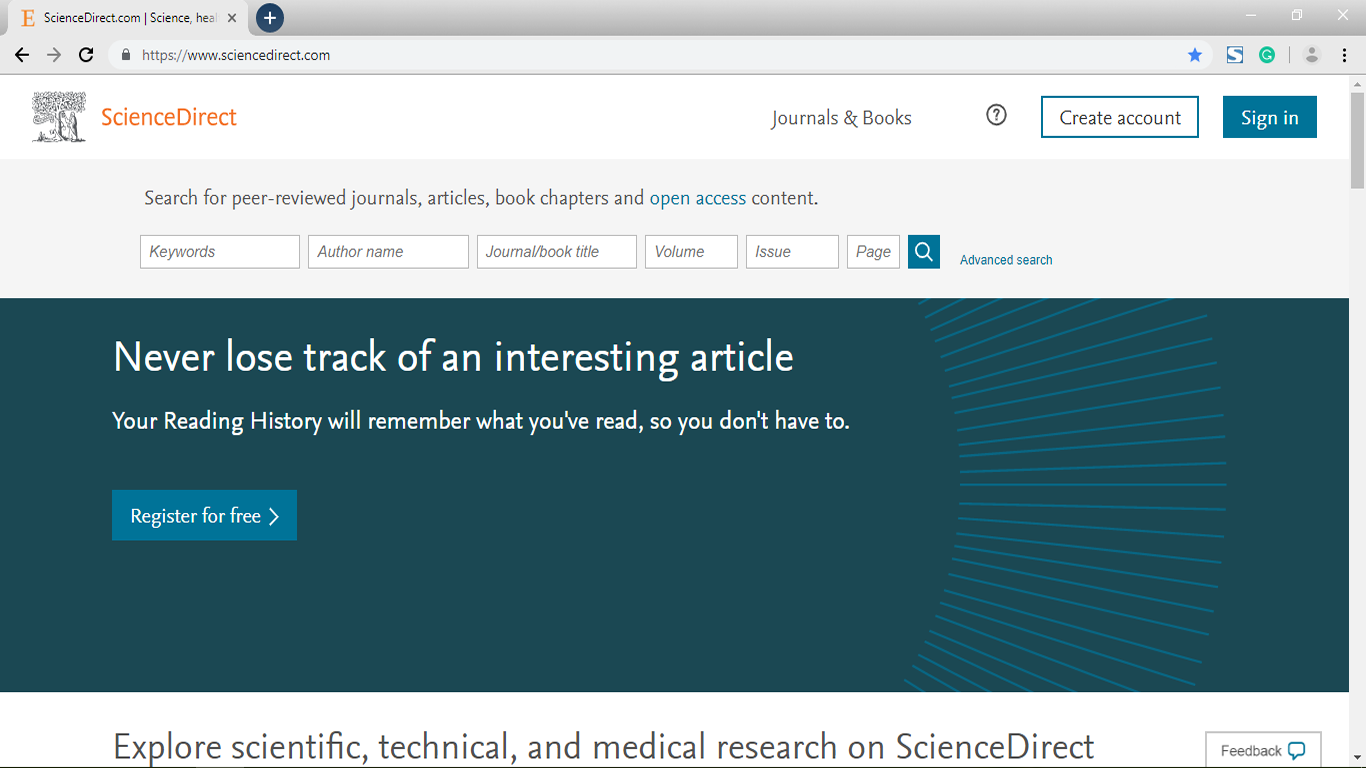 ScienceDirect.com | Science, heal
https://www.sciencedirect.com
ScienceDirect
Journals & Books
Create account
Sign in
Search for peer-reviewed journals, articles, book chapters and open access content.
Keywords
Author name
Journal/book title
Volume
Issue
Page
Advanced search
Never lose track of an interesting article
Your Reading History will remember what you've read, so you don't have to.
Register for free
Explore scientific, technical, and medical research on ScienceDirect
Feedback